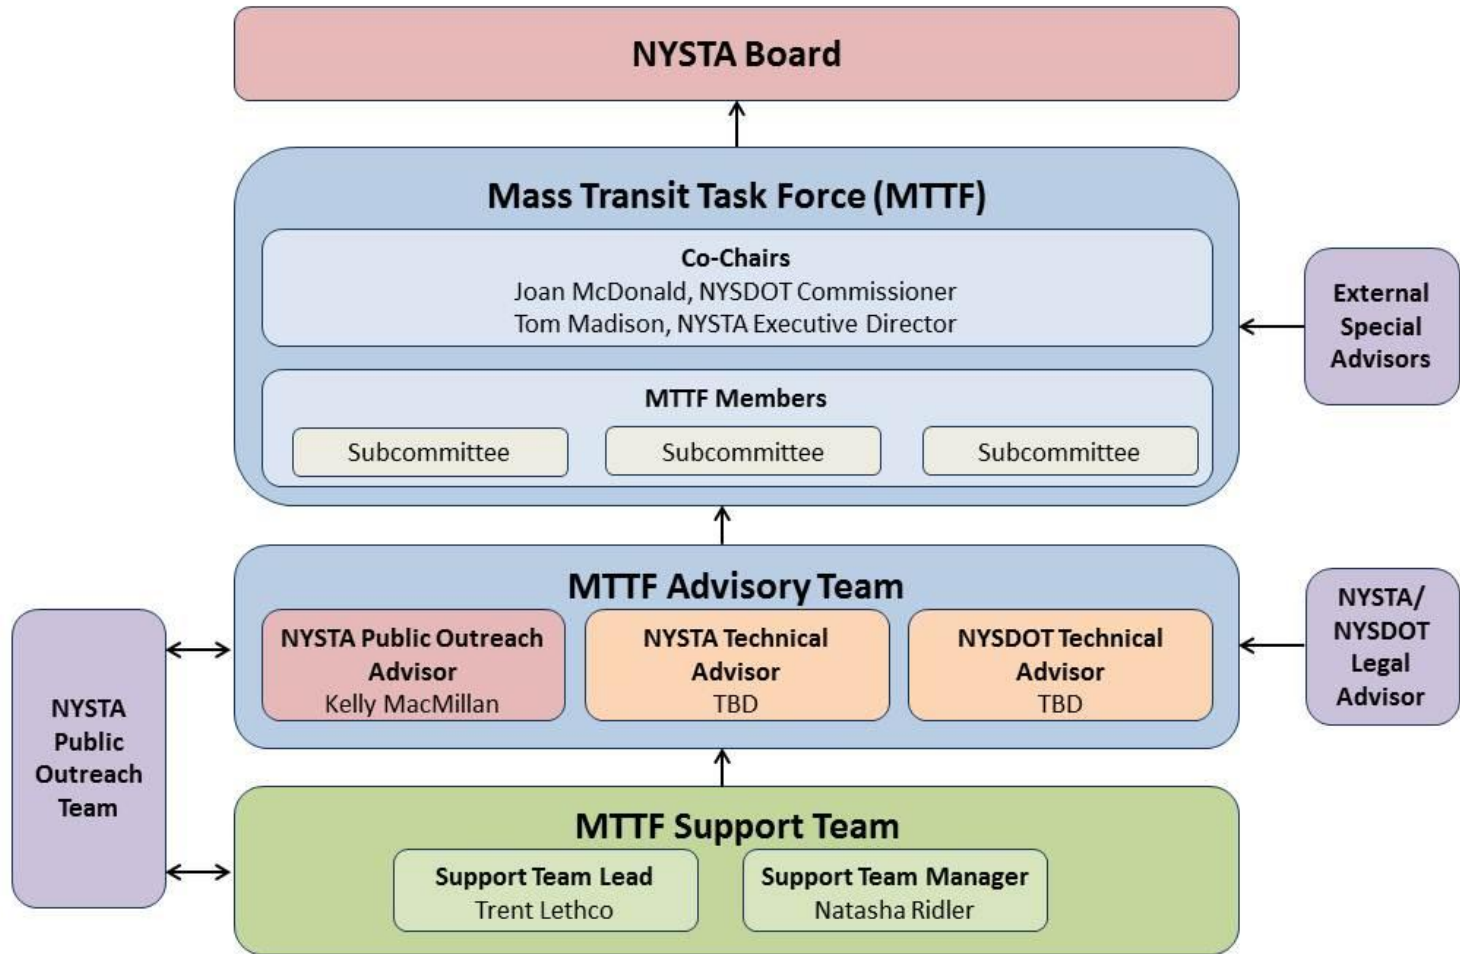 NYSTA Board
Mass Transit Task Force (MTTF)
Co-Chairs
Joan McDonald, NYSDOT Commissioner
Tom Madison, NYSTA Executive Director
External
Special
Advisors
MTTF Members
Subcommittee
Subcommittee
Subcommittee
MTTF Advisory Team
NYSTA Public Outreach
Advisor
Kelly MacMillan
NYSTA Technical
Advisor
TBD
NYSDOT Technical
Advisor
TBD
NYSTA/
NYSDOT
Legal
Advisor
NYSTA
Public
Outreach
Team
MTTF Support Team
Support Team Lead
Trent Lethco
Support Team Manager
Natasha Ridler